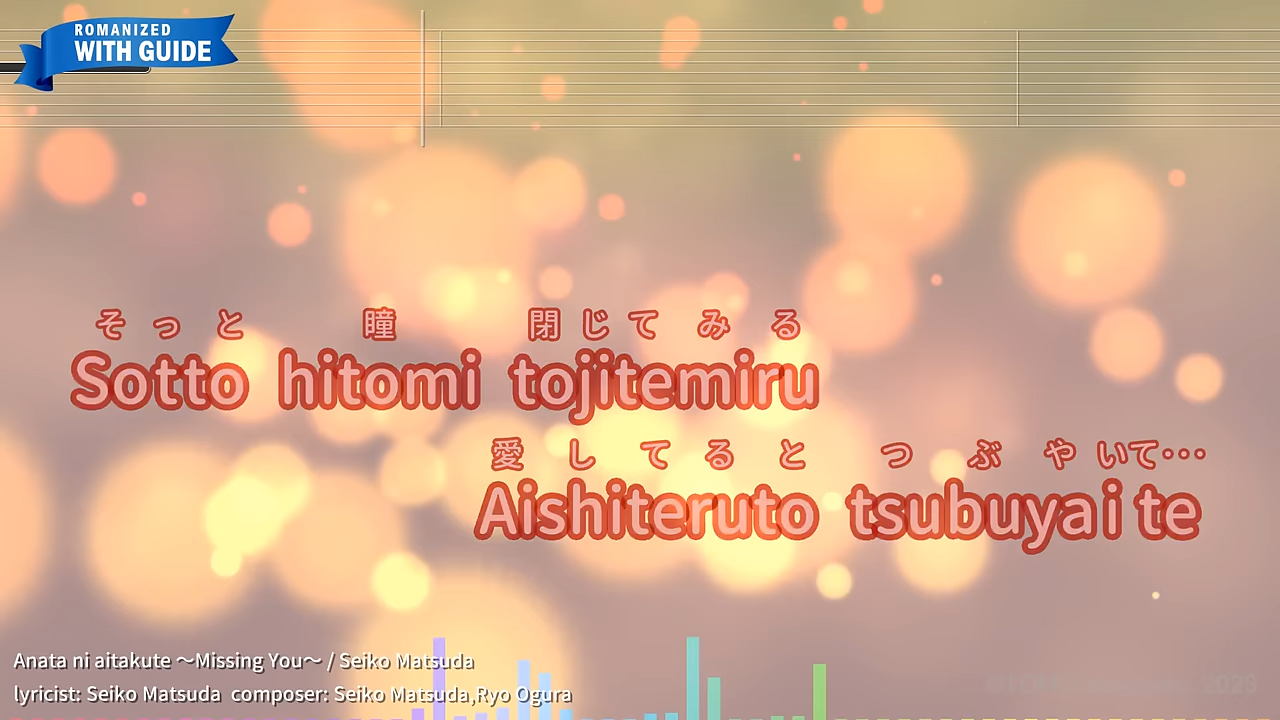 ROMANIZED
WITH GUIDE
そっと 瞳 閉じてみる
Sotto hitomi tojitemiru
愛してると つぶやいて…
Aishiteruto tsubuyai te
Anata ni aitakute ～Missing You～ / Seiko Matsuda
lyricist: Seiko Matsuda composer: Seiko Matsuda,Ryo Ogura
2023